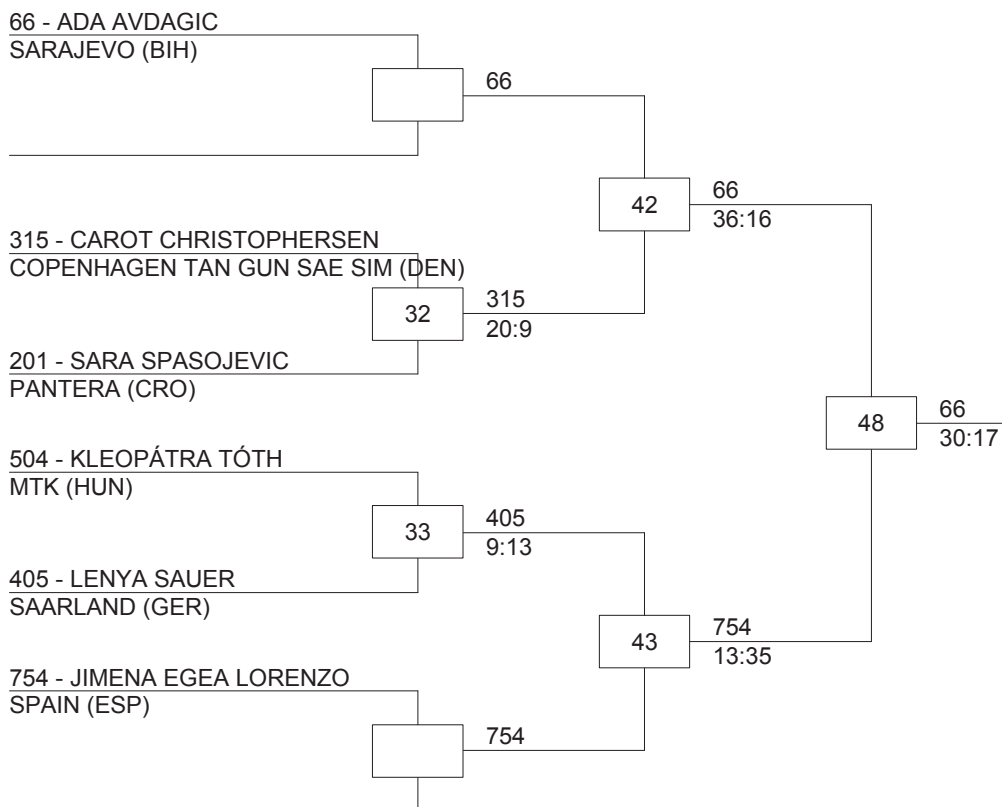 66 - ADA AVDAGIC
SARAJEVO (BIH)
66
42
66
36:16
315 - CAROT CHRISTOPHERSEN
COPENHAGEN TAN GUN SAE SIM (DEN)
32
315
20:9
201 - SARA SPASOJEVIC
PANTERA (CRO)
48
66
30:17
504 - KLEOPÁTRA TÓTH
MTK (HUN)
33
405
9:13
405 - LENYA SAUER
SAARLAND (GER)
43
754
13:35
754 - JIMENA EGEA LORENZO
SPAIN (ESP)
754